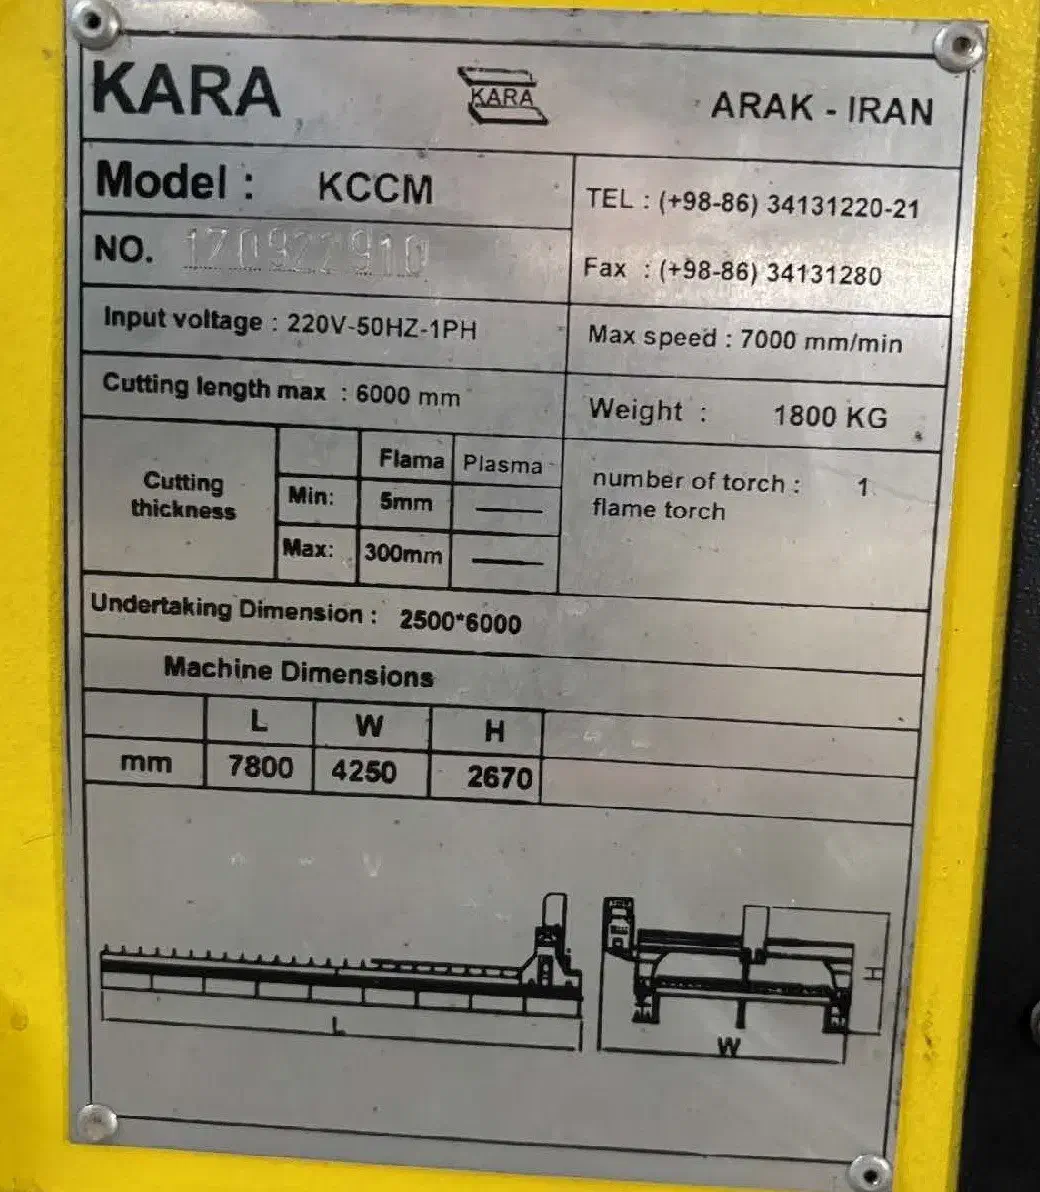 KARA
KARA
ARAK - IRAN
Model : KCCM
TEL : (+98-86) 34131220-21
NO. 170922910
Fax : (+98-86) 34131280
Input voltage : 220V-50HZ-1PH
Max speed : 7000 mm/min
Cutting length max : 6000 mm
Weight : 1800 KG
Cutting thickness
Flama Plasma
Min: 5mm ——
Max: 300mm ——
number of torch : 1
flame torch
Undertaking Dimension : 2500*6000
Machine Dimensions
L W H
mm 7800 4250 2670
L
W
H